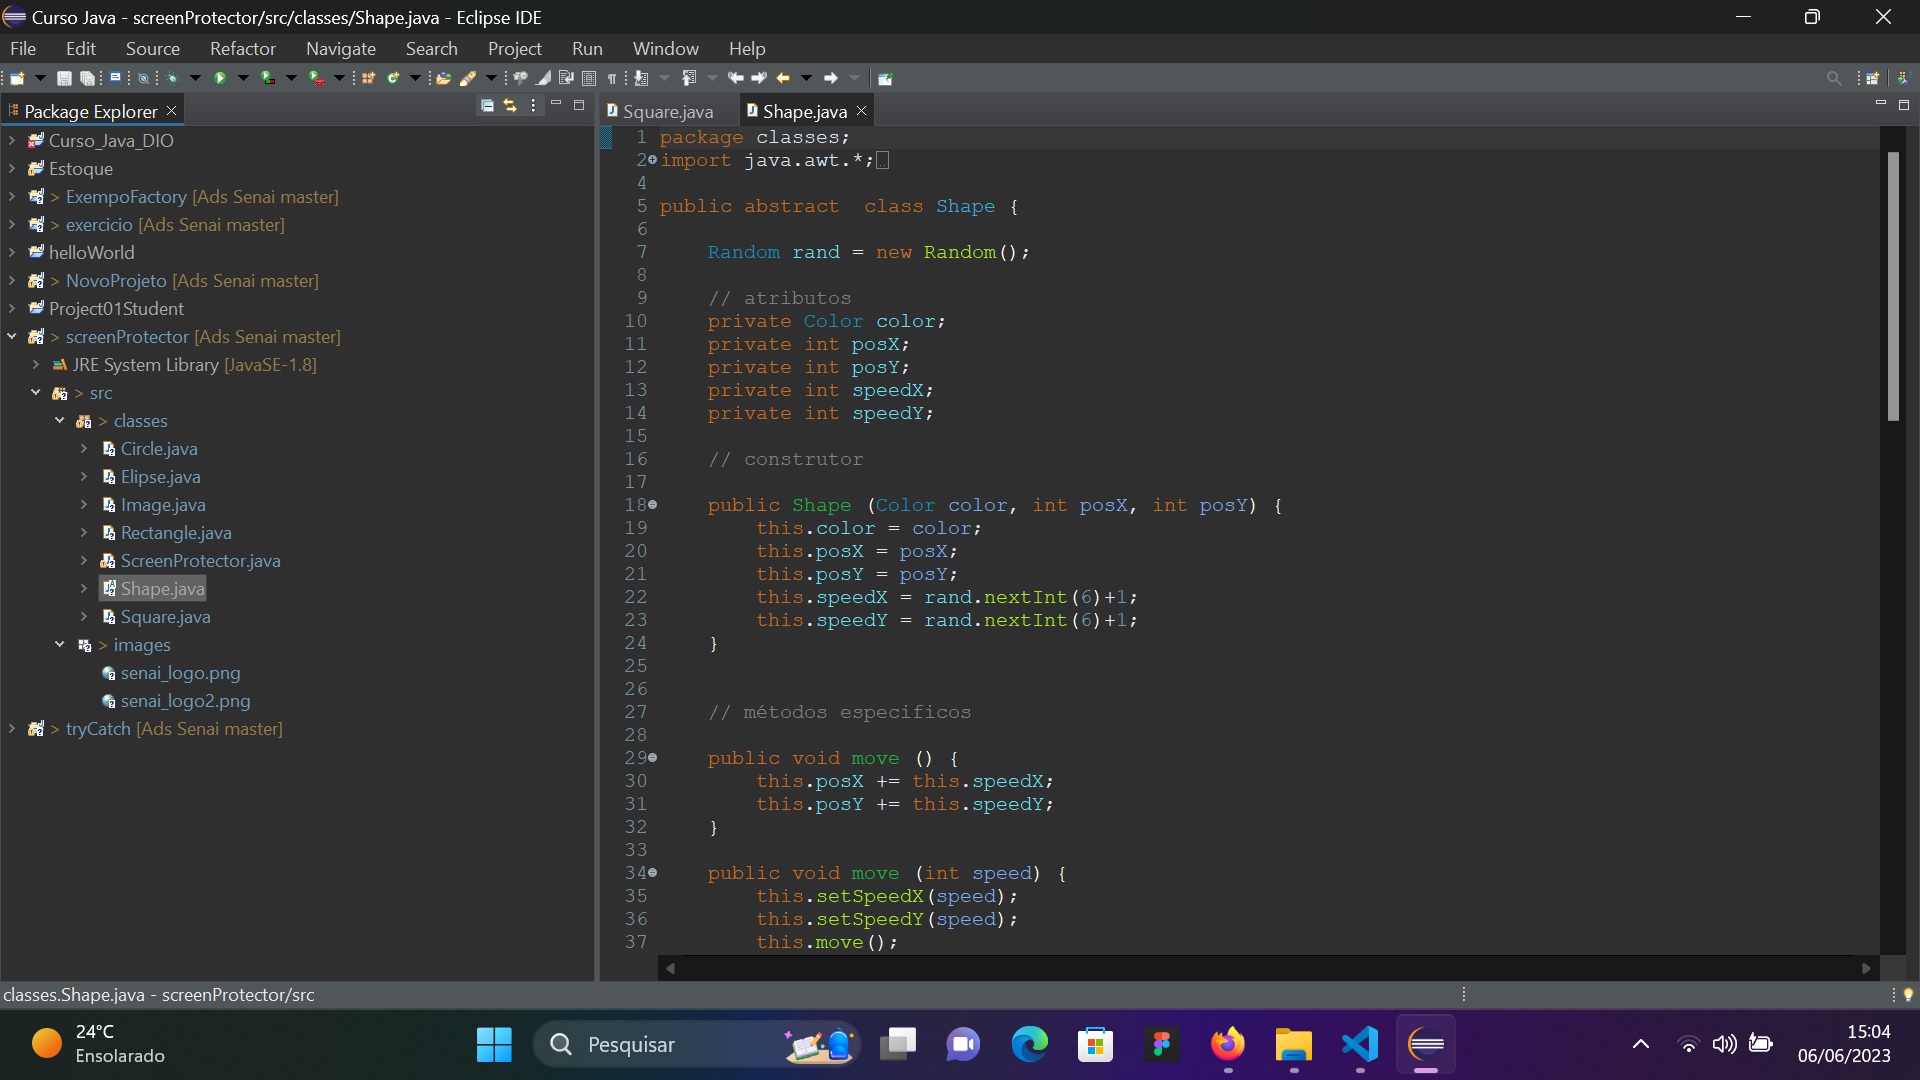 Curso Java - screenProtector/src/classes/Shape.java - Eclipse IDE
File Edit Source Refactor Navigate Search Project Run Window Help
Package Explorer
Curso_Java_DIO
Estoque
> ExempoFactory [Ads Senai master]
> exercicio [Ads Senai master]
helloWorld
> NovoProjeto [Ads Senai master]
Project01Student
> screenProtector [Ads Senai master]
JRE System Library [JavaSE-1.8]
> src
> classes
Circle.java
Elipse.java
Image.java
Rectangle.java
ScreenProtector.java
Shape.java
Square.java
> images
senai_logo.png
senai_logo2.png
> tryCatch [Ads Senai master]
Square.java
Shape.java
1 package classes;
2 import java.awt.*;
4
5 public abstract  class Shape {
6
7     Random rand = new Random();
8
9     // atributos
10     private Color color;
11     private int posX;
12     private int posY;
13     private int speedX;
14     private int speedY;
15
16     // construtor
17
18     public Shape (Color color, int posX, int posY) {
19         this.color = color;
20         this.posX = posX;
21         this.posY = posY;
22         this.speedX = rand.nextInt(6)+1;
23         this.speedY = rand.nextInt(6)+1;
24     }
25
26
27     // métodos especificos
28
29     public void move () {
30         this.posX += this.speedX;
31         this.posY += this.speedY;
32     }
33
34     public void move (int speed) {
35         this.setSpeedX(speed);
36         this.setSpeedY(speed);
37         this.move();
classes.Shape.java - screenProtector/src
24°C
Ensolarado
Pesquisar
15:04
06/06/2023